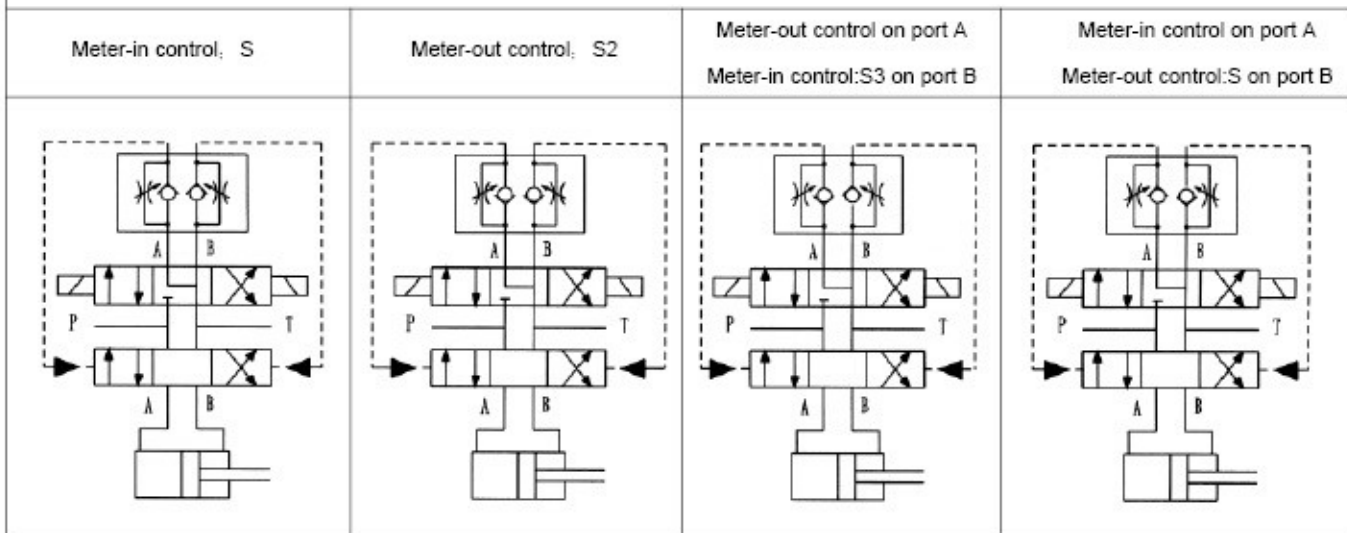 Meter-in control: S
Meter-out control: S2
Meter-out control on port A
Meter-in control:S3 on port B
Meter-in control on port A
Meter-out control:S on port B
A B
P T
A B
A B
P T
A B
A B
P T
A B
A B
P T
A B